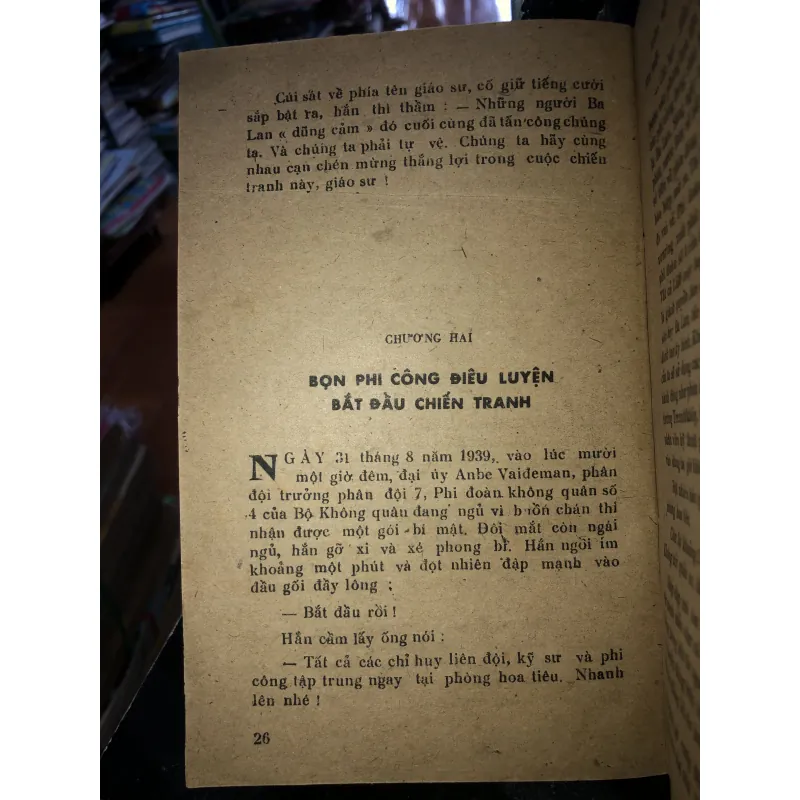 Cúi sát về phía tên giáo sư, cố giữ tiếng cười
sắp bật ra, hắn thì thầm : — Những người Ba
Lan « dũng cảm » đó cuối cùng đã tấn công chúng
ta. Và chúng ta phải tự vệ. Chúng ta hãy cùng
nhau cạn chén mừng thắng lợi trong cuộc chiến
tranh này, giáo sư !
CHƯƠNG HAI
BỌN PHI CÔNG ĐIÊU LUYỆN
BẮT ĐẦU CHIẾN TRANH
NGÀY 31 tháng 8 năm 1939, vào lúc mười
một giờ đêm, đại úy Anbe Vaideman, phân
đội trưởng phân đội 7, Phi đoàn không quân số
4 của Bộ Không quân đang ngủ vì buồn chán thì
nhận được một gói bí mật. Đôi mắt còn ngái
ngủ, hắn gỡ xi và xé phong bì. Hắn ngồi im
khoảng một phút và đột nhiên đập mạnh vào
đầu gối đầy lông ;
— Bắt đầu rồi !
Hắn cầm lấy ống nói :
— Tất cả các chỉ huy liên đội, kỹ sư và phi
công tập trung ngay tại phòng hoa tiêu. Nhanh
lên nhé !
26